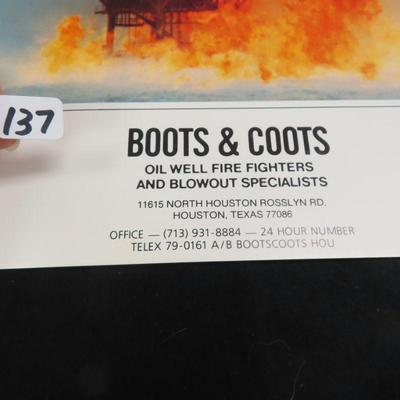 137
BOOTS & COOTS
OIL WELL FIRE FIGHTERS
AND BLOWOUT SPECIALISTS
11615 NORTH HOUSTON ROSSLYN RD.
HOUSTON, TEXAS 77086
OFFICE — (713) 931-8884 — 24 HOUR NUMBER
TELEX 79-0161 A/B BOOTSCOOTS HOU